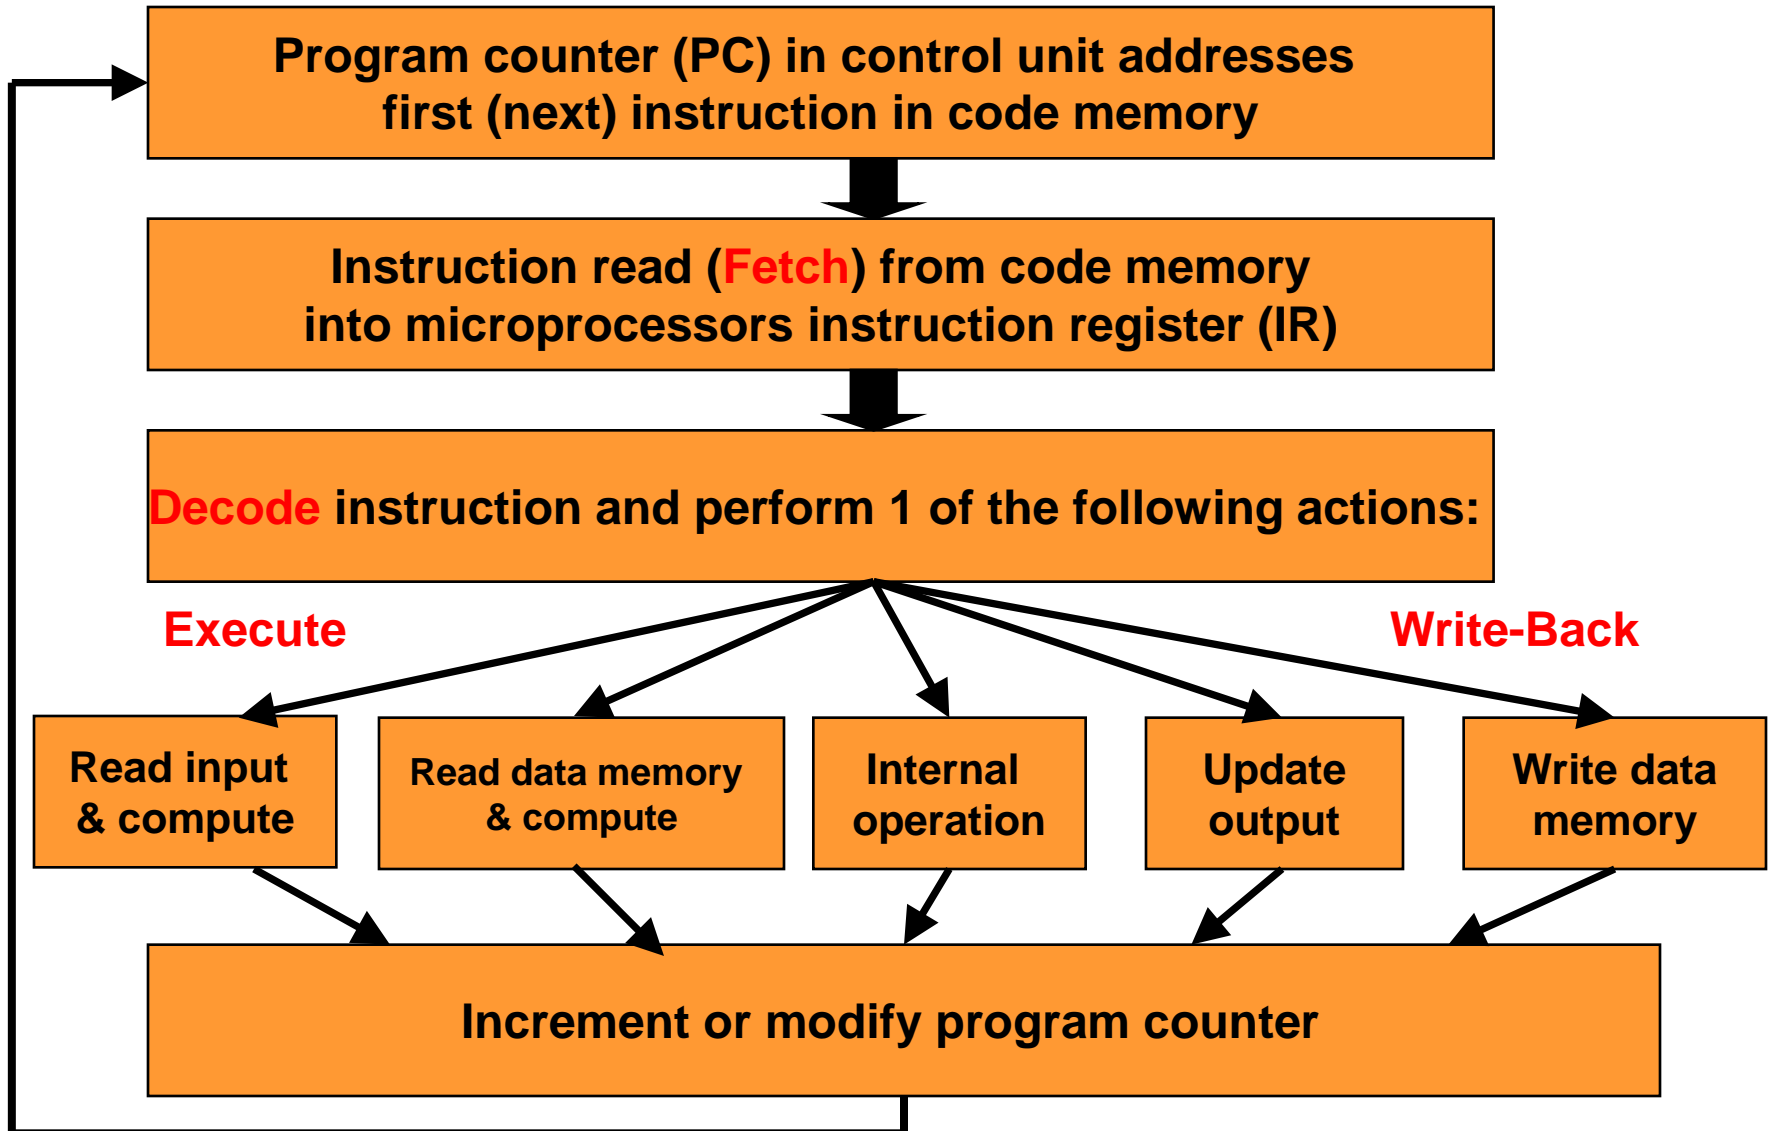 Program counter (PC) in control unit addresses
first (next) instruction in code memory
Instruction read (Fetch) from code memory
into microprocessors instruction register (IR)
Decode instruction and perform 1 of the following actions:
Execute
Write-Back
Read input
& compute
Read data memory
& compute
Internal
operation
Update
output
Write data
memory
Increment or modify program counter